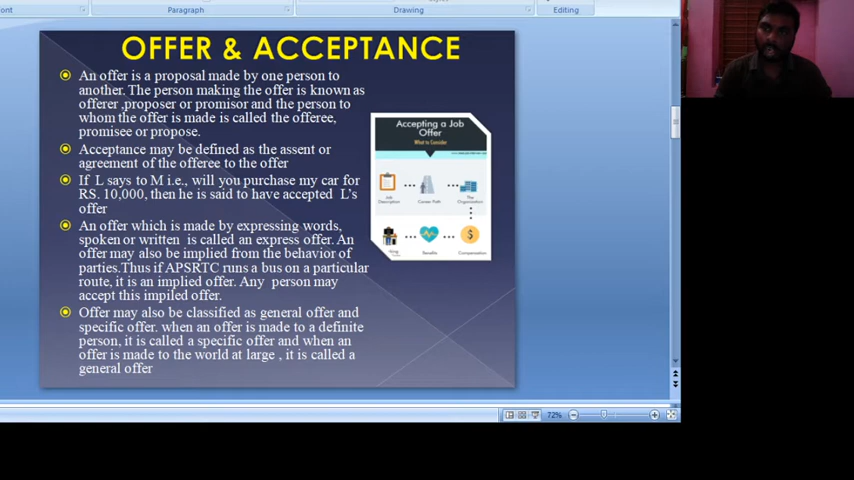 Paragraph
Drawing
Editing
OFFER & ACCEPTANCE
An offer is a proposal made by one person to
another. The person making the offer is known as
offerer ,proposer or promisor and the person to
whom the offer is made is called the offeree,
promisee or propose.
Acceptance may be defined as the assent or
agreement of the offeree to the offer
If L says to M i.e., will you purchase my car for
RS. 10,000, then he is said to have accepted L's
offer
An offer which is made by expressing words,
spoken or written is called an express offer. An
offer may also be implied from the behavior of
parties.Thus if APSRTC runs a bus on a particular
route, it is an implied offer. Any person may
accept this impiled offer.
Offer may also be classified as general offer and
specific offer. when an offer is made to a definite
person, it is called a specific offer and when an
offer is made to the world at large , it is called a
general offer
Accepting a Job
Offer
What to Consider
Job
Description
Career Path
The
Organization
Benefits
Compensation
72%